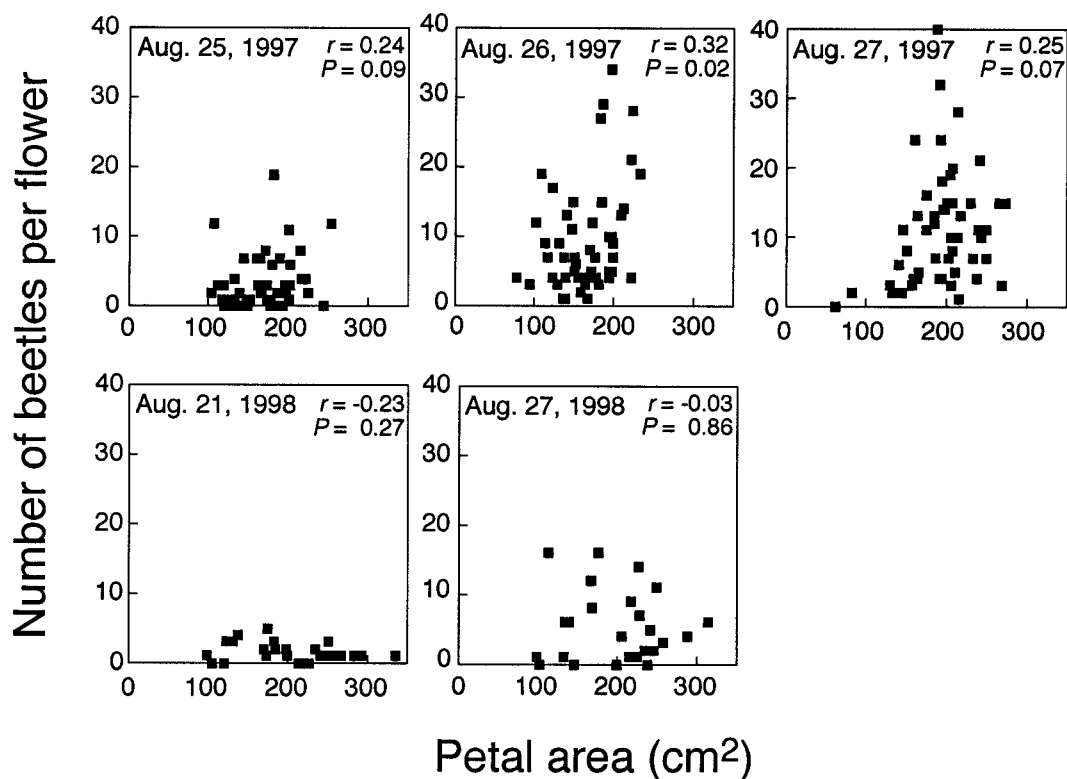 Number of beetles per flower
Aug. 25, 1997
r = 0.24
P = 0.09
40
30
20
10
0
0 100 200 300
Aug. 26, 1997
r = 0.32
P = 0.02
40
30
20
10
0
0 100 200 300
Aug. 27, 1997
r = 0.25
P = 0.07
40
30
20
10
0
0 100 200 300
Aug. 21, 1998
r = -0.23
P = 0.27
40
30
20
10
0
0 100 200 300
Aug. 27, 1998
r = -0.03
P = 0.86
40
30
20
10
0
0 100 200 300
Petal area (cm²)